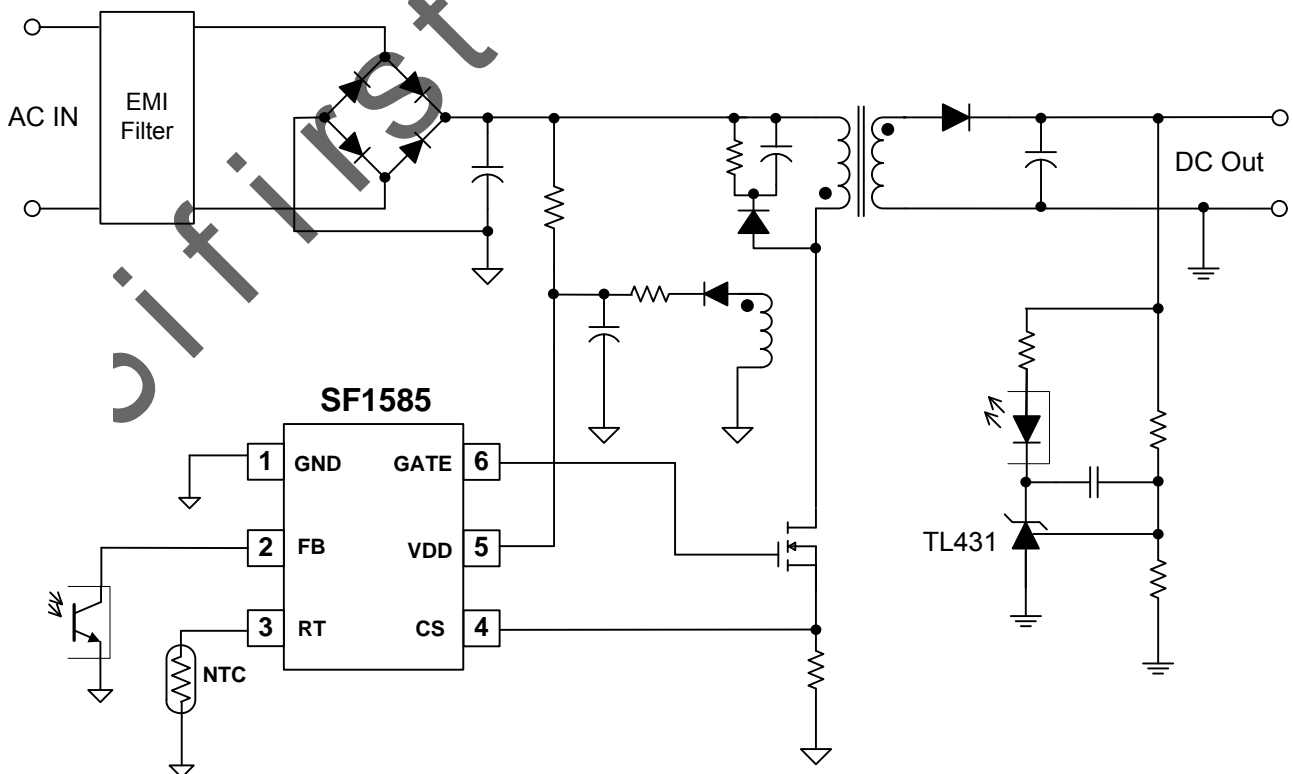 ifirst
AC IN
EMI
Filter
DC Out
SF1585
1 GND
GATE 6
2 FB
VDD 5
3 RT
CS 4
NTC
TL431